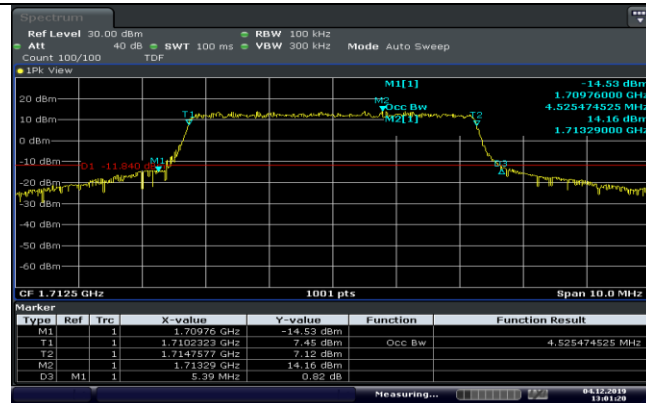 Spectrum
Ref Level 30.00 dBm RBW 100 kHz
Att 40 dB SWT 100 ms VBW 300 kHz Mode Auto Sweep
Count 100/100 TDF
1Pk View
M1[1] -14.53 dBm
1.70976000 GHz
Occ Bw 4.525474525 MHz
M2[1] 14.16 dBm
1.71329000 GHz
M2
T1
T2
20 dBm
10 dBm
0 dBm
-10 dBm
D1 -11.840 dBm
M1
D3
-20 dBm
-30 dBm
-40 dBm
-50 dBm
-60 dBm
CF 1.7125 GHz 1001 pts Span 10.0 MHz
Marker
Type Ref Trc X-value Y-value Function Function Result
M1 1 1.70976 GHz -14.53 dBm
T1 1 1.7102323 GHz 7.45 dBm Occ Bw 4.525474525 MHz
T2 1 1.7147577 GHz 7.12 dBm
M2 1 1.71329 GHz 14.16 dBm
D3 M1 1 5.39 MHz 0.82 dB
Measuring... 04.12.2019
13:01:20